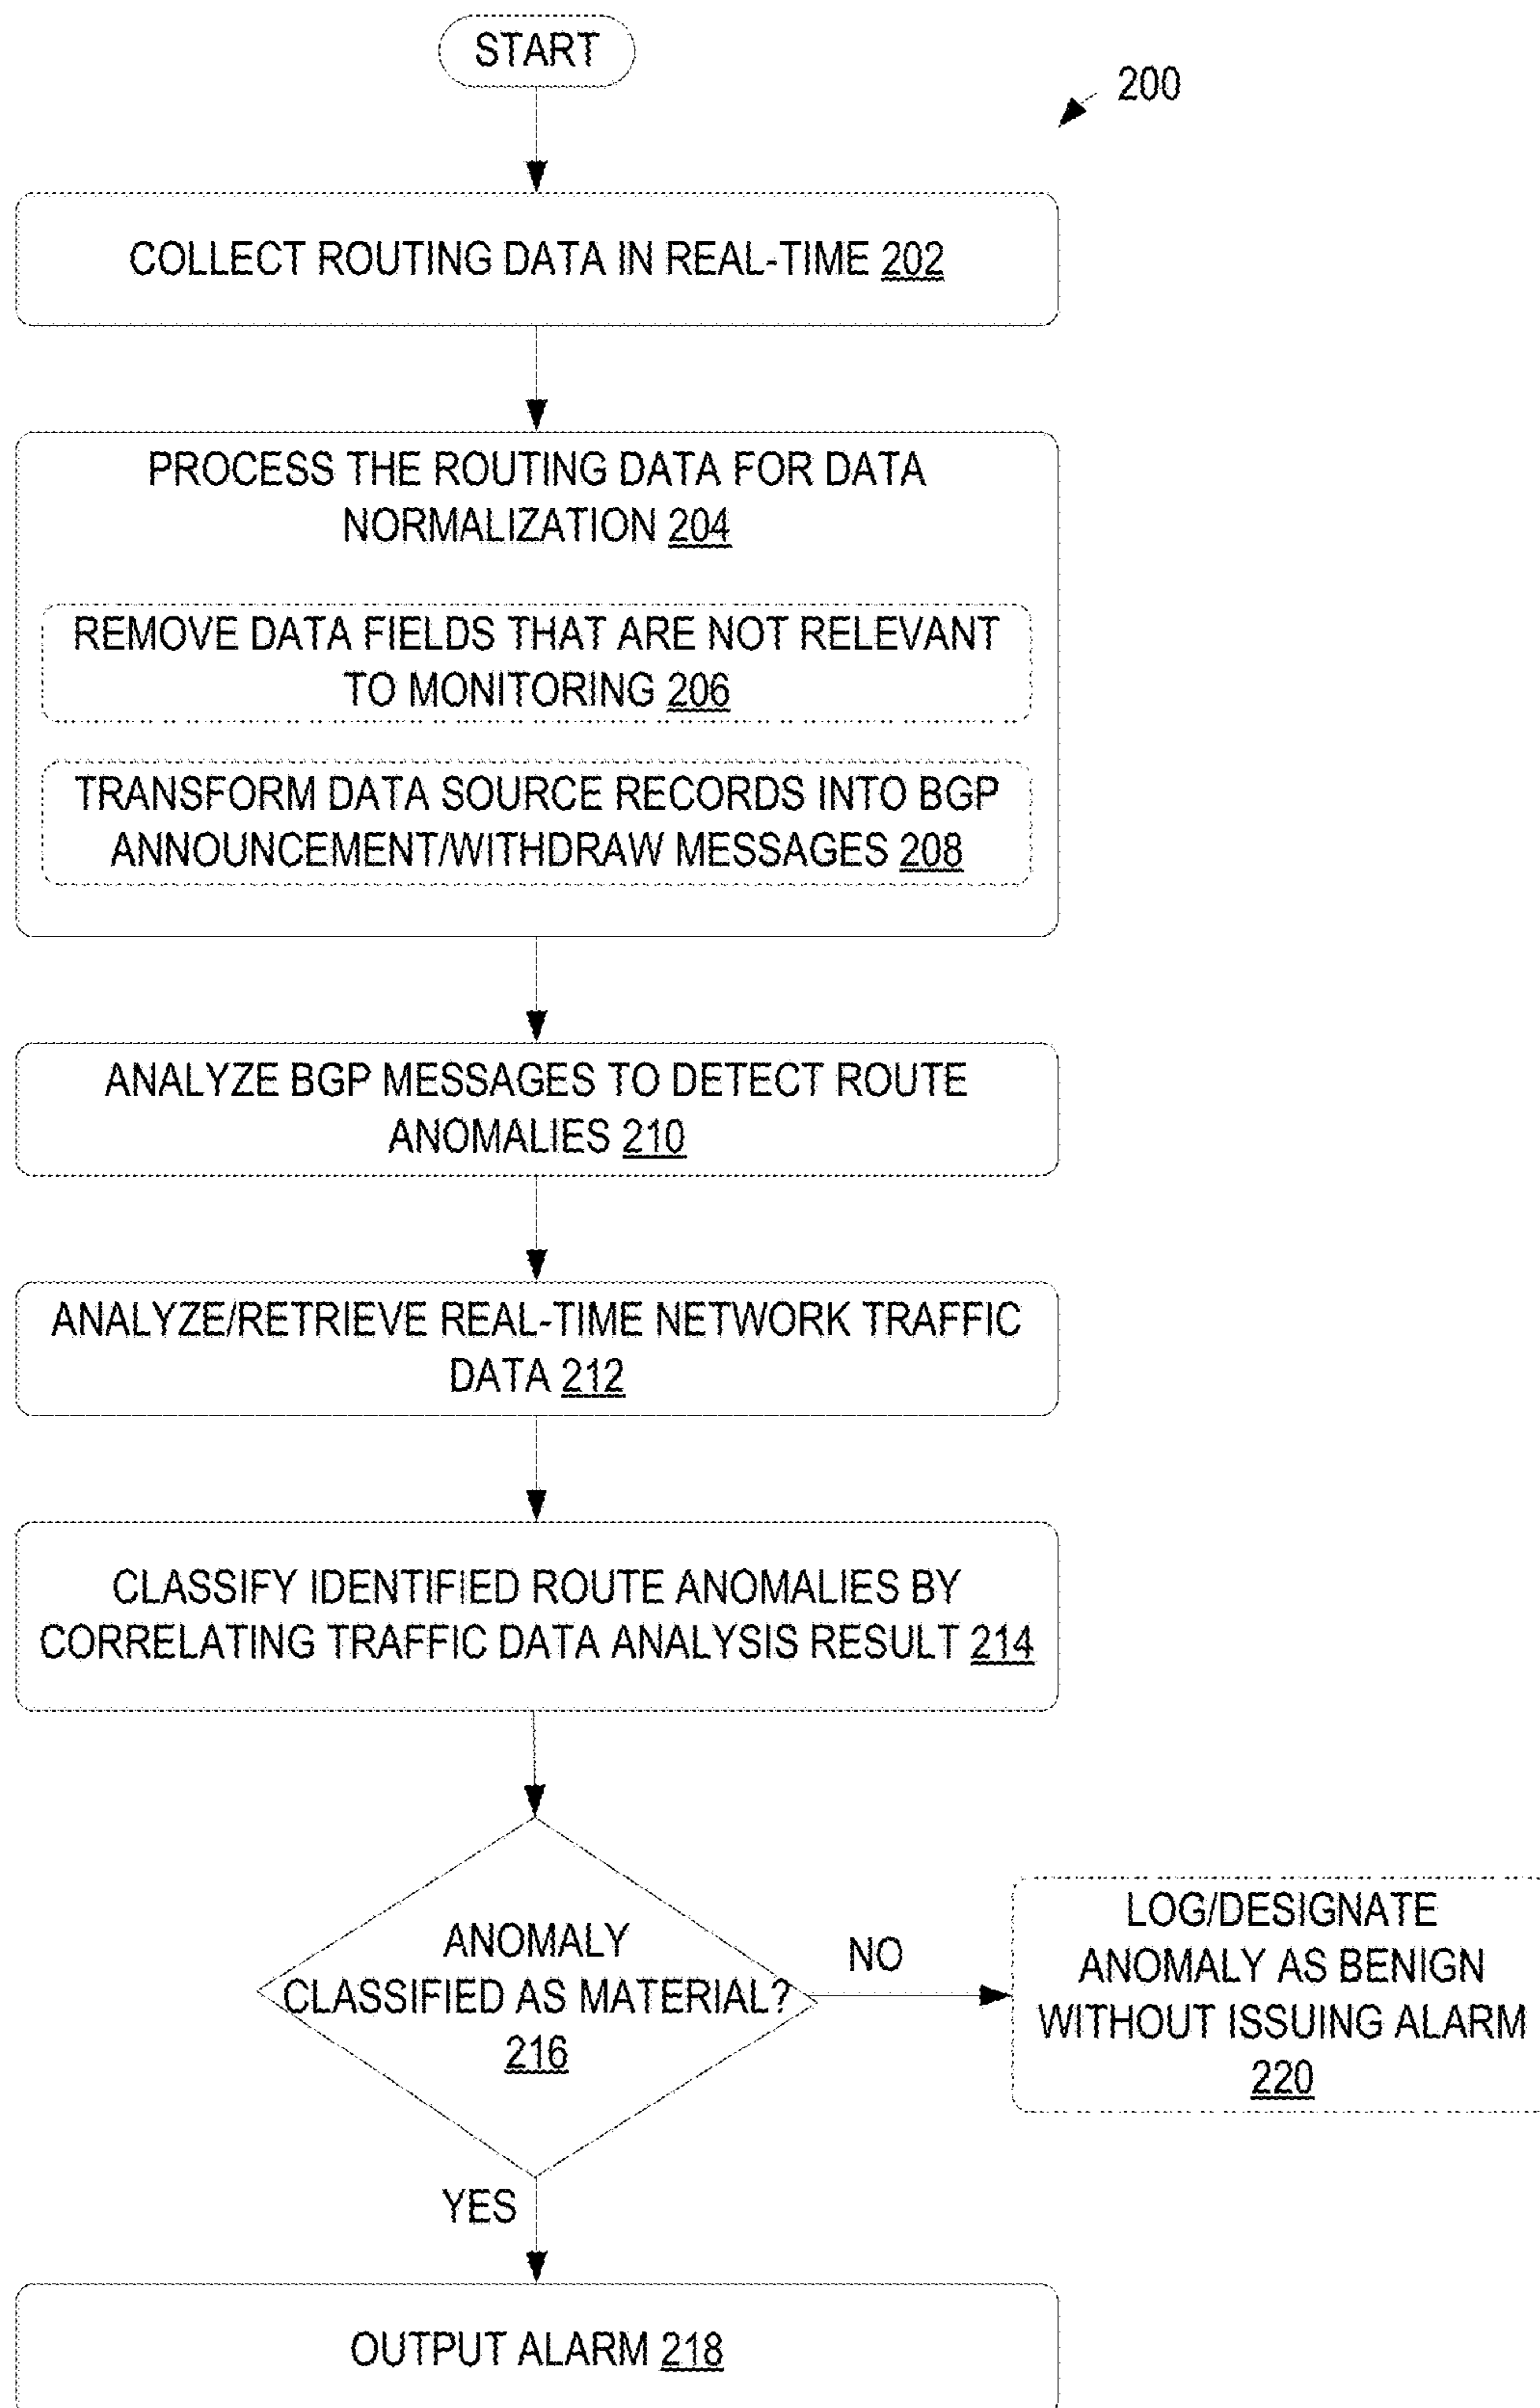 START
200
COLLECT ROUTING DATA IN REAL-TIME 202
PROCESS THE ROUTING DATA FOR DATA
NORMALIZATION 204
REMOVE DATA FIELDS THAT ARE NOT RELEVANT
TO MONITORING 206
TRANSFORM DATA SOURCE RECORDS INTO BGP
ANNOUNCEMENT/WITHDRAW MESSAGES 208
ANALYZE BGP MESSAGES TO DETECT ROUTE
ANOMALIES 210
ANALYZE/RETRIEVE REAL-TIME NETWORK TRAFFIC
DATA 212
CLASSIFY IDENTIFIED ROUTE ANOMALIES BY
CORRELATING TRAFFIC DATA ANALYSIS RESULT 214
ANOMALY
CLASSIFIED AS MATERIAL?
216
NO
LOG/DESIGNATE
ANOMALY AS BENIGN
WITHOUT ISSUING ALARM
220
YES
OUTPUT ALARM 218